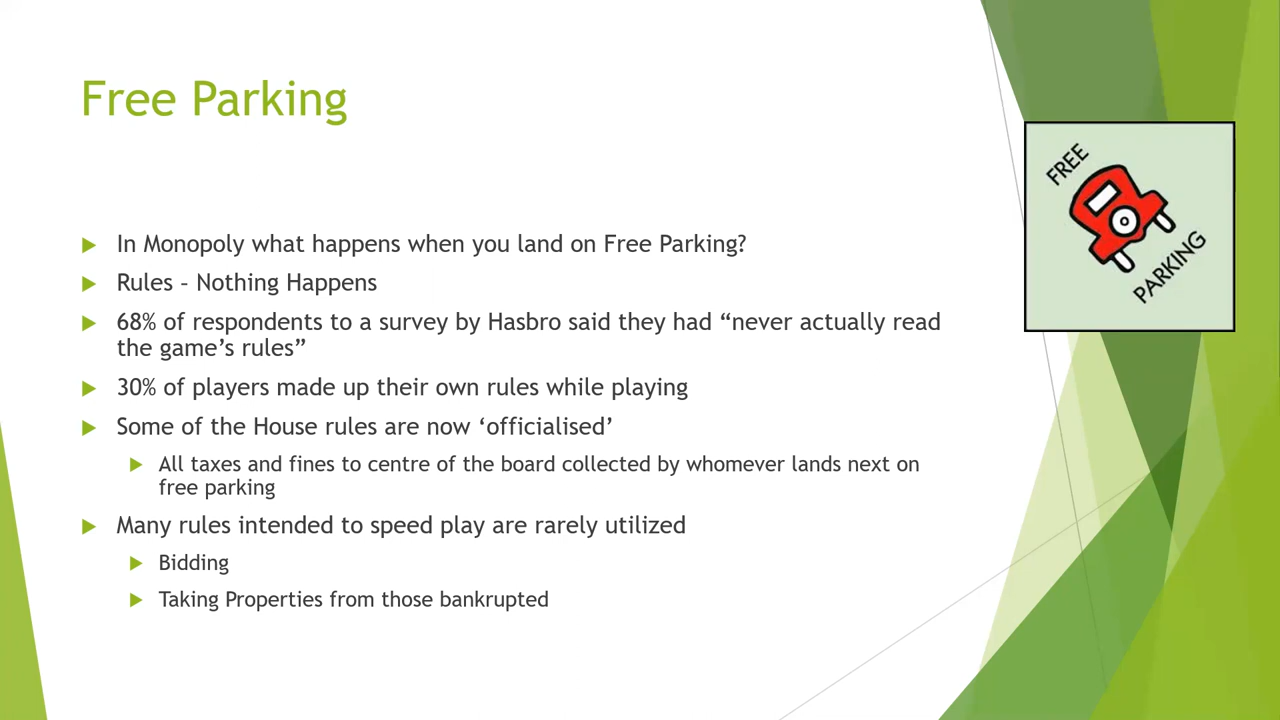 Free Parking
FREE
PARKING
In Monopoly what happens when you land on Free Parking?
Rules – Nothing Happens
68% of respondents to a survey by Hasbro said they had “never actually read
the game’s rules”
30% of players made up their own rules while playing
Some of the House rules are now ‘officialised’
All taxes and fines to centre of the board collected by whomever lands next on
free parking
Many rules intended to speed play are rarely utilized
Bidding
Taking Properties from those bankrupted